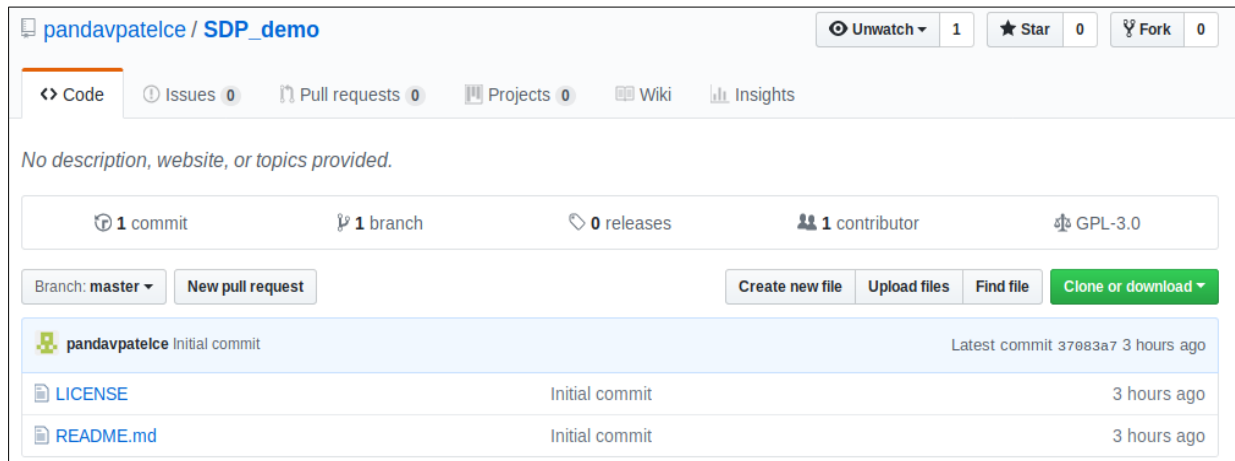 pandavpatelce / SDP_demo
Unwatch 1 Star 0 Fork 0
Code Issues 0 Pull requests 0 Projects 0 Wiki Insights
No description, website, or topics provided.
1 commit 1 branch 0 releases 1 contributor GPL-3.0
Branch: master New pull request Create new file Upload files Find file Clone or download
pandavpatelce Initial commit Latest commit 37083a7 3 hours ago
LICENSE Initial commit 3 hours ago
README.md Initial commit 3 hours ago